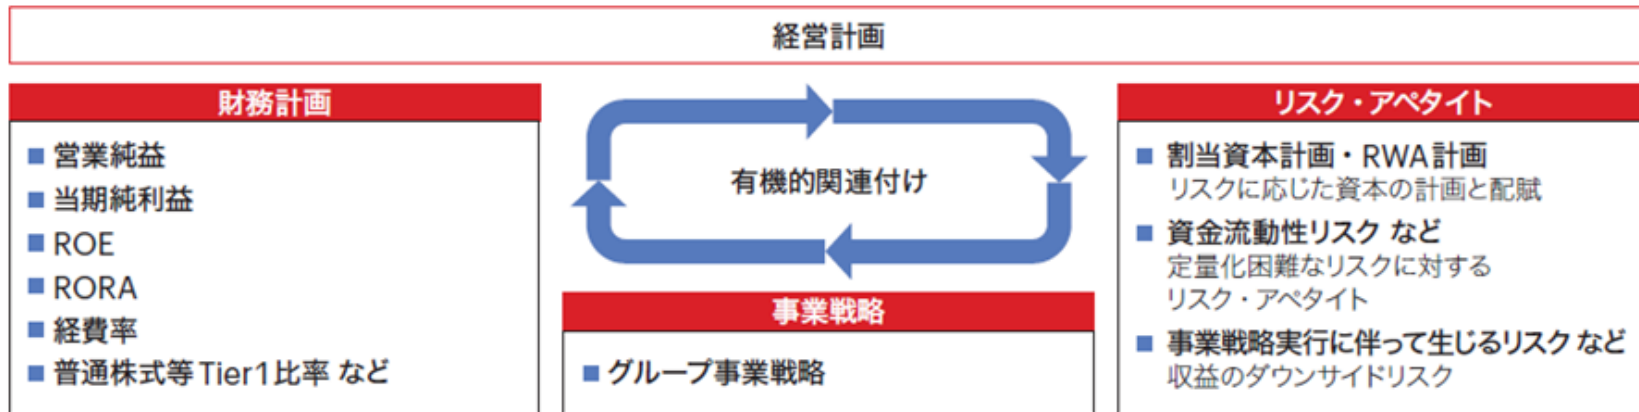 経営計画
財務計画
営業純益
当期純利益
ROE
RORA
経費率
普通株式等Tier1比率 など
有機的関連付け
事業戦略
グループ事業戦略
リスク・アペタイト
割当資本計画・RWA計画
リスクに応じた資本の計画と配賦
資金流動性リスク など
定量化困難なリスクに対する
リスク・アペタイト
事業戦略実行に伴って生じるリスク など
収益のダウンサイドリスク